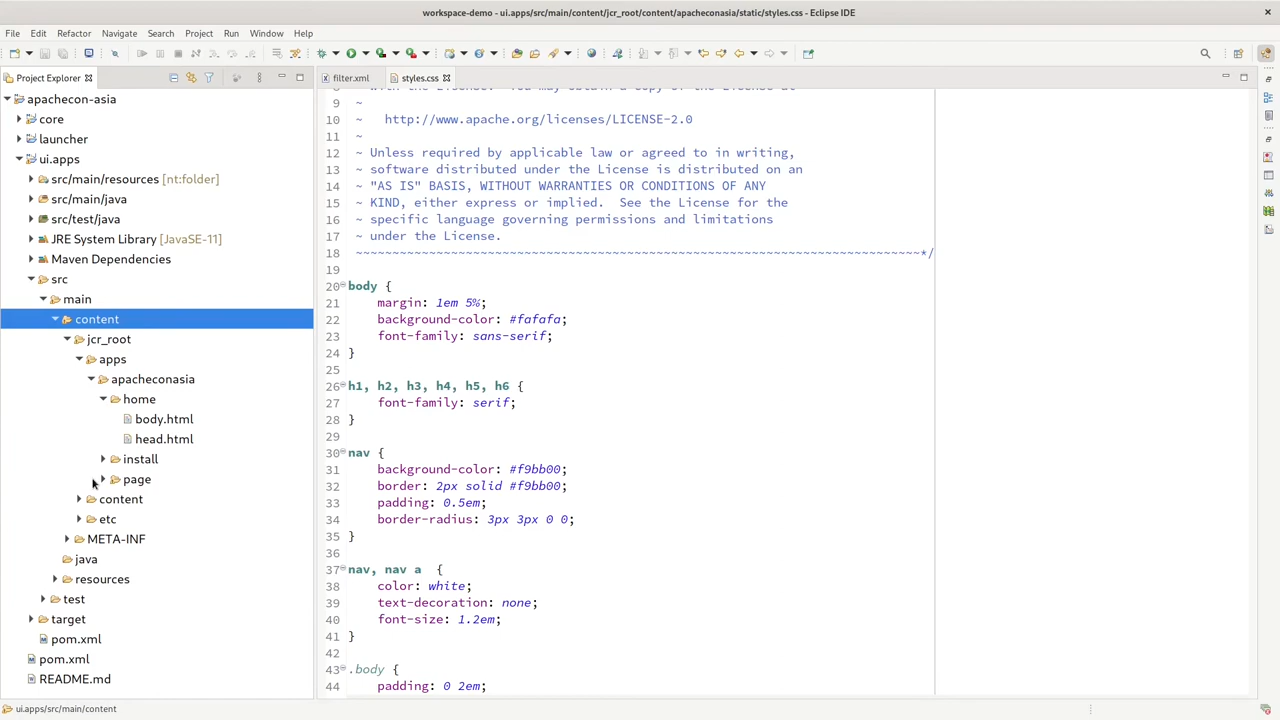 workspace-demo - ui.apps/src/main/content/jcr_root/content/apacheconasia/static/styles.css - Eclipse IDE
File Edit Refactor Navigate Search Project Run Window Help
Project Explorer
filter.xml
styles.css
apachecon-asia
core
launcher
ui.apps
src/main/resources [nt:folder]
src/main/java
src/test/java
JRE System Library [JavaSE-11]
Maven Dependencies
src
main
content
jcr_root
apps
apacheconasia
home
body.html
head.html
install
page
content
etc
META-INF
java
resources
test
target
pom.xml
pom.xml
README.md
9 ~
10 ~   http://www.apache.org/licenses/LICENSE-2.0
11 ~
12 ~ Unless required by applicable law or agreed to in writing,
13 ~ software distributed under the License is distributed on an
14 ~ "AS IS" BASIS, WITHOUT WARRANTIES OR CONDITIONS OF ANY
15 ~ KIND, either express or implied.  See the License for the
16 ~ specific language governing permissions and limitations
17 ~ under the License.
18 ~~~~~~~~~~~~~~~~~~~~~~~~~~~~~~~~~~~~~~~~~~~~~~~~~~~~~~~~~~~~~~~~~~~~~~~~~~~~~~*/
19
20 body {
21     margin: 1em 5%;
22     background-color: #fafafa;
23     font-family: sans-serif;
24 }
25
26 h1, h2, h3, h4, h5, h6 {
27     font-family: serif;
28 }
29
30 nav {
31     background-color: #f9bb00;
32     border: 2px solid #f9bb00;
33     padding: 0.5em;
34     border-radius: 3px 3px 0 0;
35 }
36
37 nav, nav a  {
38     color: white;
39     text-decoration: none;
40     font-size: 1.2em;
41 }
42
43 .body {
44     padding: 0 2em;
ui.apps/src/main/content